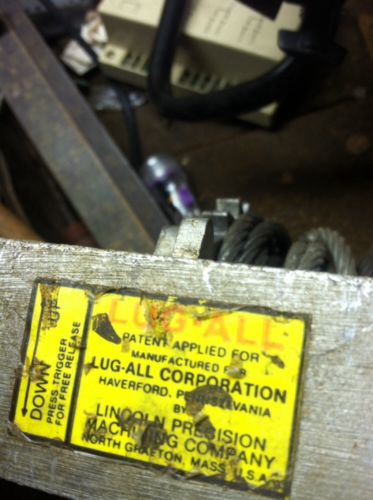 UP
DOWN
PRESS TRIGGER
FOR FREE RELEASE
LUG-ALL
PATENT APPLIED FOR
MANUFACTURED FOR
LUG-ALL CORPORATION
HAVERFORD, PENNSYLVANIA
BY
LINCOLN PRECISION
MACHINING COMPANY
NORTH GRAFTON, MASS. U.S.A.